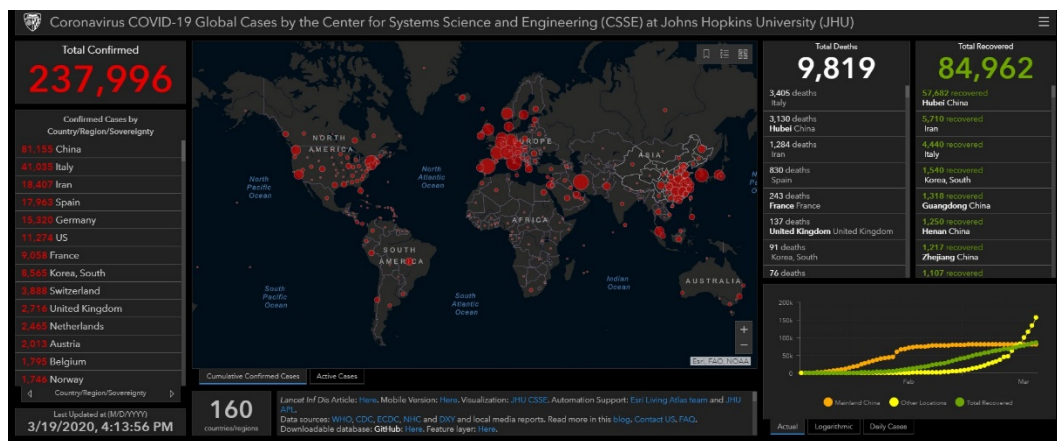 Coronavirus COVID-19 Global Cases by the Center for Systems Science and Engineering (CSSE) at Johns Hopkins University (JHU)
Total Confirmed
237,996
Confirmed Cases by
Country/Region/Sovereignty
81,155 China
41,035 Italy
18,407 Iran
17,963 Spain
15,320 Germany
11,274 US
9,058 France
8,565 Korea, South
3,888 Switzerland
2,716 United Kingdom
2,465 Netherlands
2,013 Austria
1,795 Belgium
1,746 Norway
Country/Region/Sovereignty
Last Updated at (M/D/YYYY)
3/19/2020, 4:13:56 PM
NORTH
AMERICA
EUROPE
ASIA
North
Pacific
Ocean
North
Atlantic
Ocean
AFRICA
SOUTH
AMERICA
Indian
Ocean
AUSTRALIA
South
Pacific
Ocean
South
Atlantic
Ocean
+
−
Esri, FAO, NOAA
Cumulative Confirmed Cases
Active Cases
160
countries/regions
Lancet Inf Dis Article: Here. Mobile Version: Here. Visualization: JHU CSSE. Automation Support: Esri Living Atlas team and JHU
APL.
Data sources: WHO, CDC, ECDC, NHC and DXY and local media reports. Read more in this blog. Contact US. FAQ.
Downloadable database: GitHub: Here. Feature layer: Here.
Total Deaths
9,819
3,405 deaths
Italy
3,130 deaths
Hubei China
1,284 deaths
Iran
830 deaths
Spain
243 deaths
France France
137 deaths
United Kingdom United Kingdom
91 deaths
Korea, South
76 deaths
Total Recovered
84,962
57,682 recovered
Hubei China
5,710 recovered
Iran
4,440 recovered
Italy
1,540 recovered
Korea, South
1,318 recovered
Guangdong China
1,250 recovered
Henan China
1,217 recovered
Zhejiang China
1,107 recovered
200k
150k
100k
50k
0
Feb
Mar
Mainland China
Other Locations
Total Recovered
Actual
Logarithmic
Daily Cases